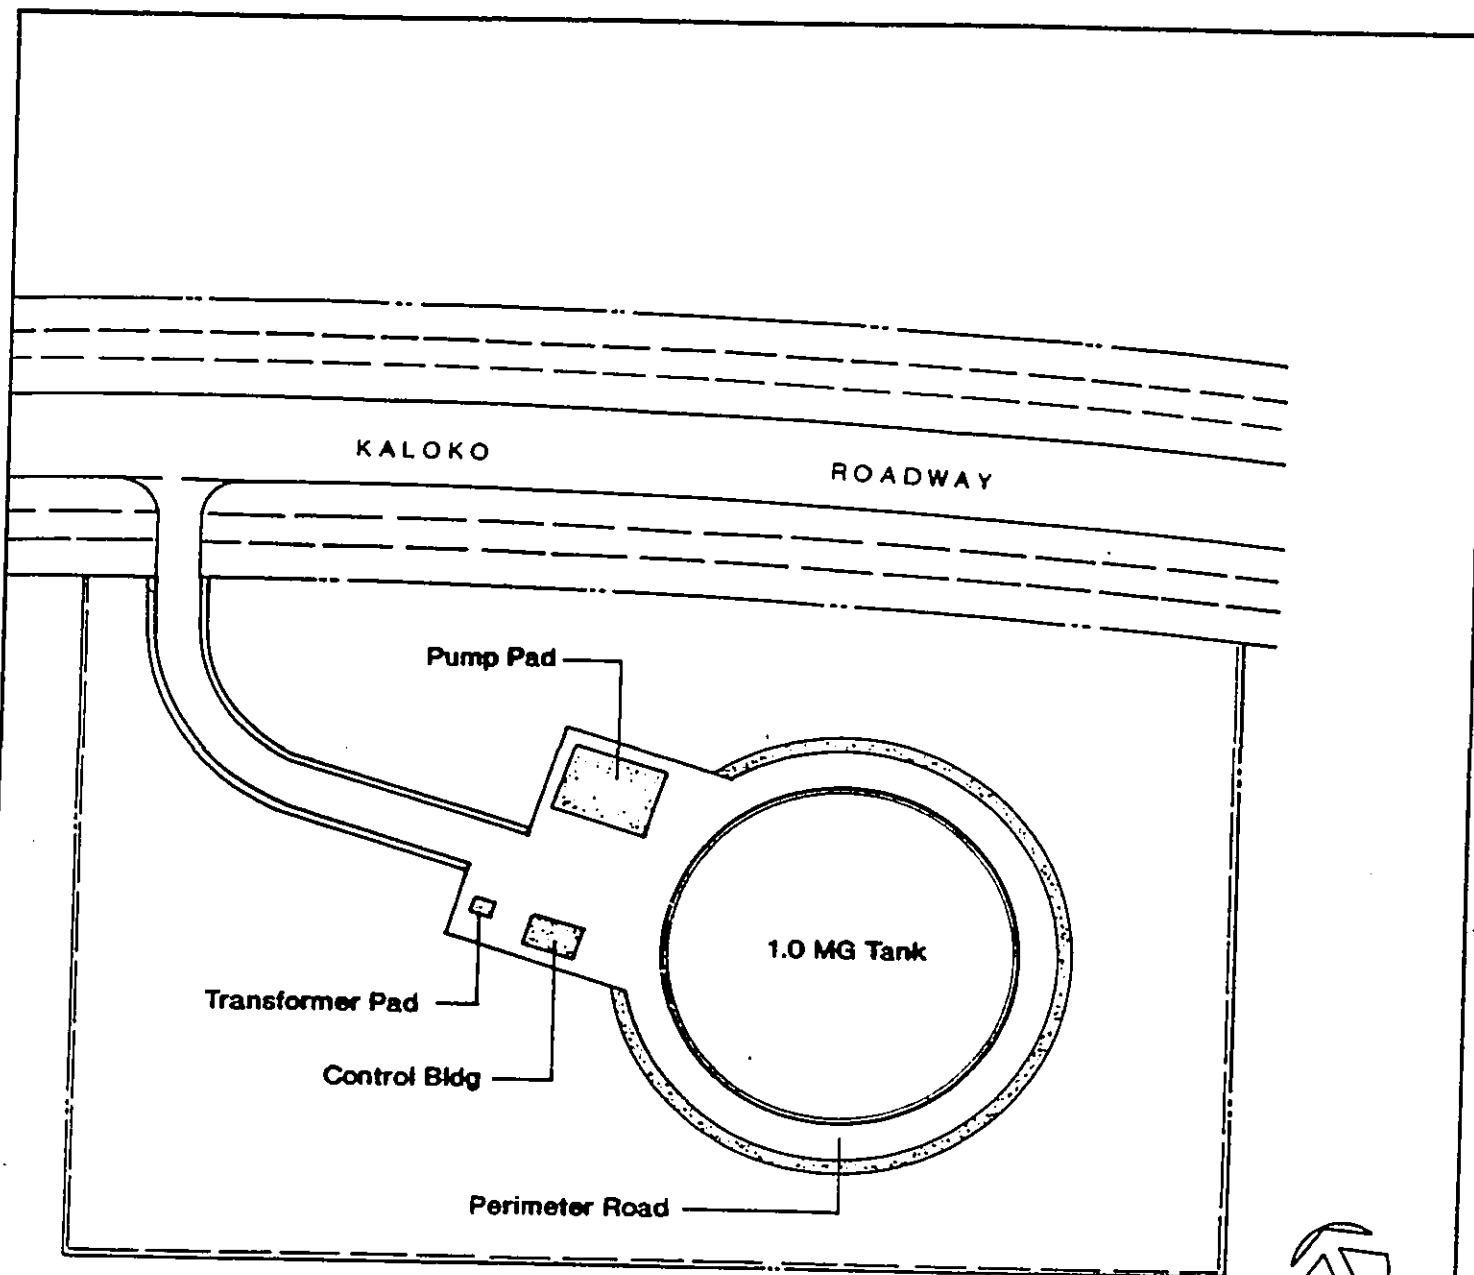 KALOKO ROADWAY
Pump Pad
1.0 MG Tank
Transformer Pad
Control Bldg
Perimeter Road